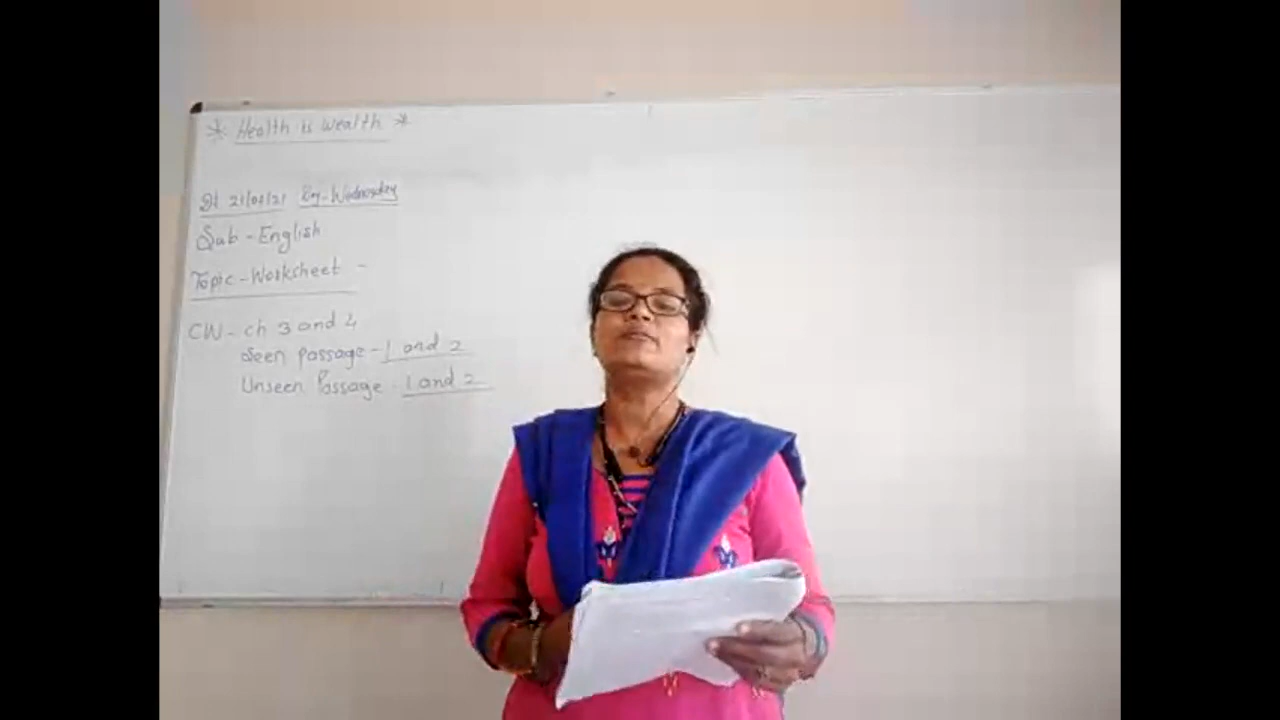 * Health is Wealth *
Dt 21/04/21 Day-Wednesday
Sub - English
Topic - Worksheet -
CW - ch 3 and 4
Seen passage - 1 and 2
Unseen Passage - 1 and 2